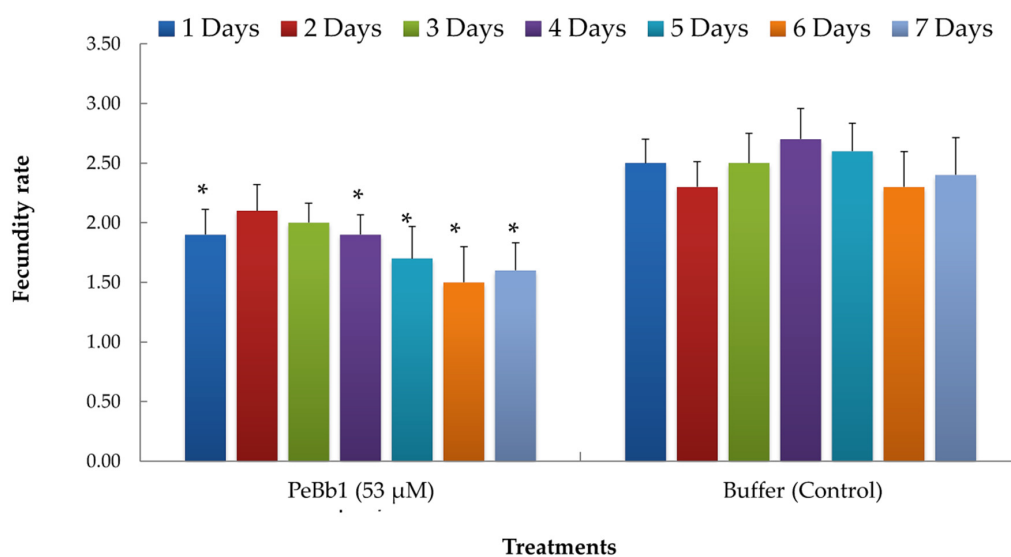 1 Days 2 Days 3 Days 4 Days 5 Days 6 Days 7 Days
3.50
3.00
2.50
2.00
1.50
1.00
0.50
0.00
Fecundity rate
* * * * *
PeBb1 (53 µM) Buffer (Control)
Treatments